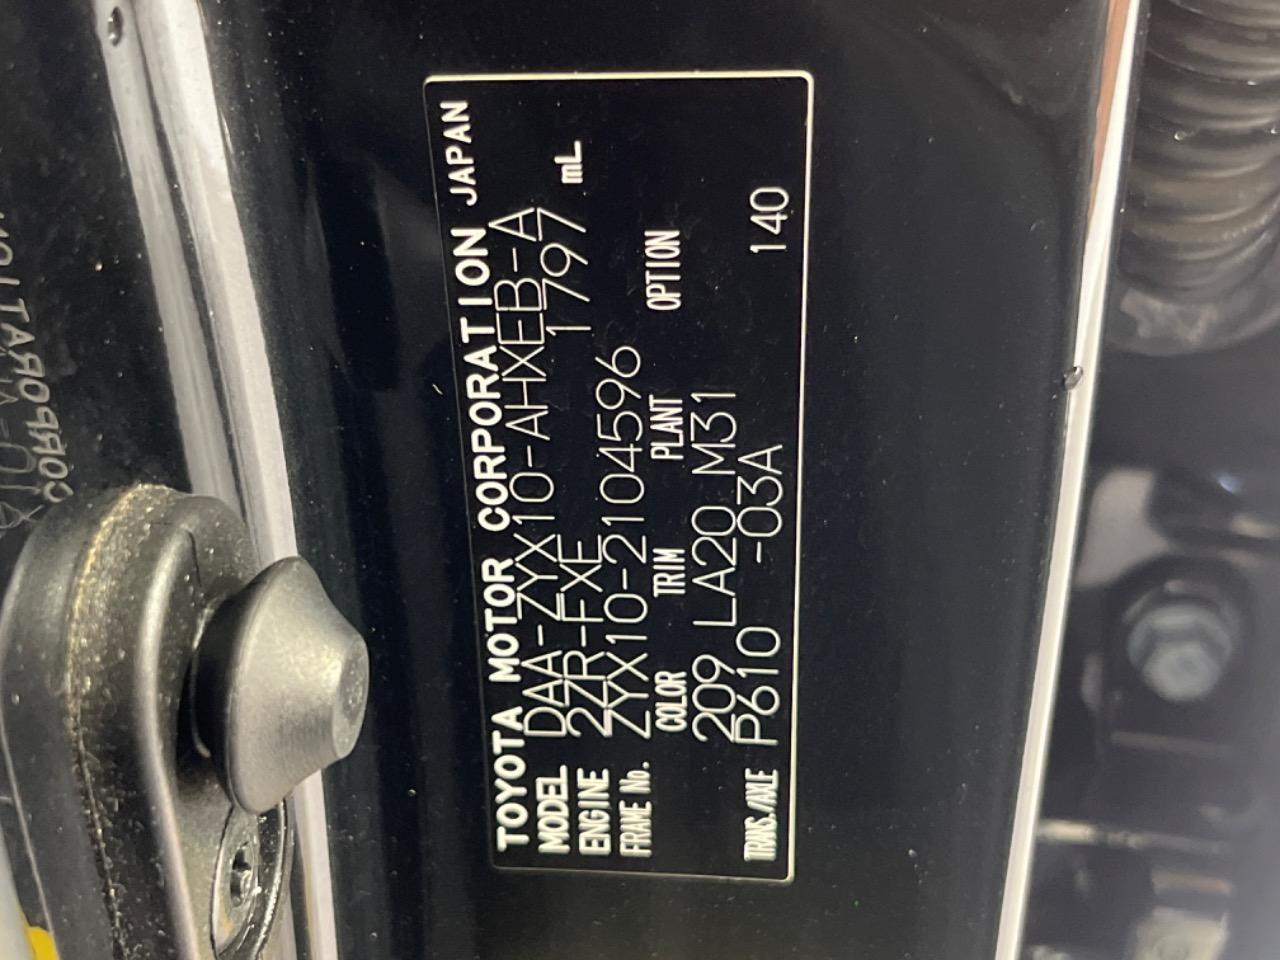 TOYOTA MOTOR CORPORATION JAPAN
MODEL DAA-ZYX10-AHXEB-A
ENGINE 2ZR-FXE 1797 mL
FRAME No. ZYX10-2104596
COLOR TRIM PLANT OPTION
209 LA20 M31
TRANS./AXLE P610 -03A 140
CORPORATION